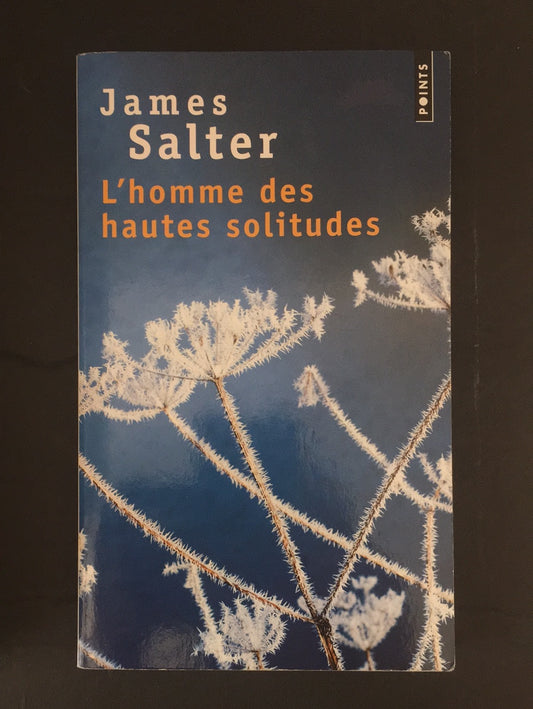 James
Salter
L'homme des
hautes solitudes
POINTS